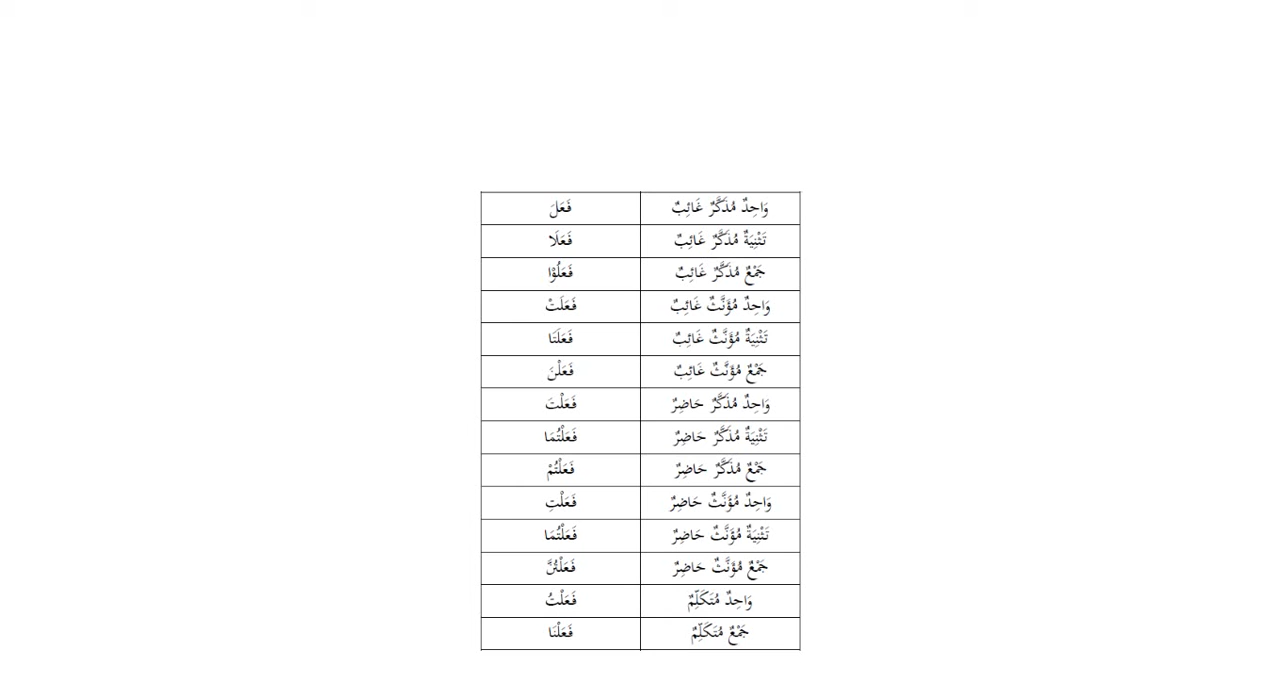 وَاحِدٌ مُذَكَّرٌ غَائِبٌ فَعَلَ
تَثْنِيَةٌ مُذَكَّرٌ غَائِبٌ فَعَلَا
جَمْعٌ مُذَكَّرٌ غَائِبٌ فَعَلُوْا
وَاحِدٌ مُؤَنَّثٌ غَائِبٌ فَعَلَتْ
تَثْنِيَةٌ مُؤَنَّثٌ غَائِبٌ فَعَلَتَا
جَمْعٌ مُؤَنَّثٌ غَائِبٌ فَعَلْنَ
وَاحِدٌ مُذَكَّرٌ حَاضِرٌ فَعَلْتَ
تَثْنِيَةٌ مُذَكَّرٌ حَاضِرٌ فَعَلْتُمَا
جَمْعٌ مُذَكَّرٌ حَاضِرٌ فَعَلْتُمْ
وَاحِدٌ مُؤَنَّثٌ حَاضِرٌ فَعَلْتِ
تَثْنِيَةٌ مُؤَنَّثٌ حَاضِرٌ فَعَلْتُمَا
جَمْعٌ مُؤَنَّثٌ حَاضِرٌ فَعَلْتُنَّ
وَاحِدٌ مُتَكَلِّمٌ فَعَلْتُ
جَمْعٌ مُتَكَلِّمٌ فَعَلْنَا